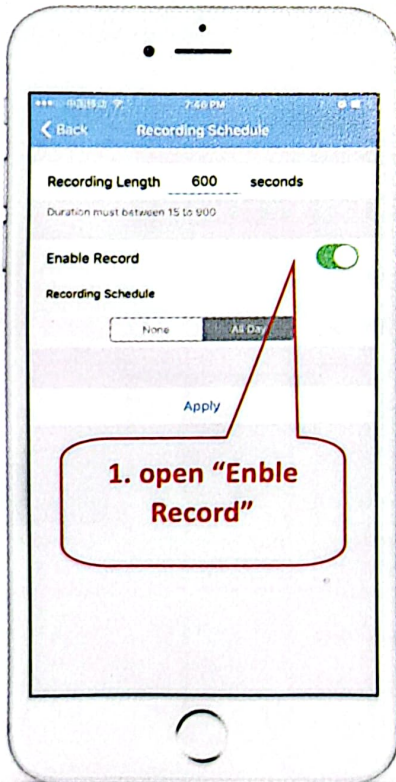 7:46 PM
Back Recording Schedule
Recording Length 600 seconds
Duration must between 15 to 900
Enable Record
Recording Schedule
None All Day
Apply
1. open “Enble
Record”